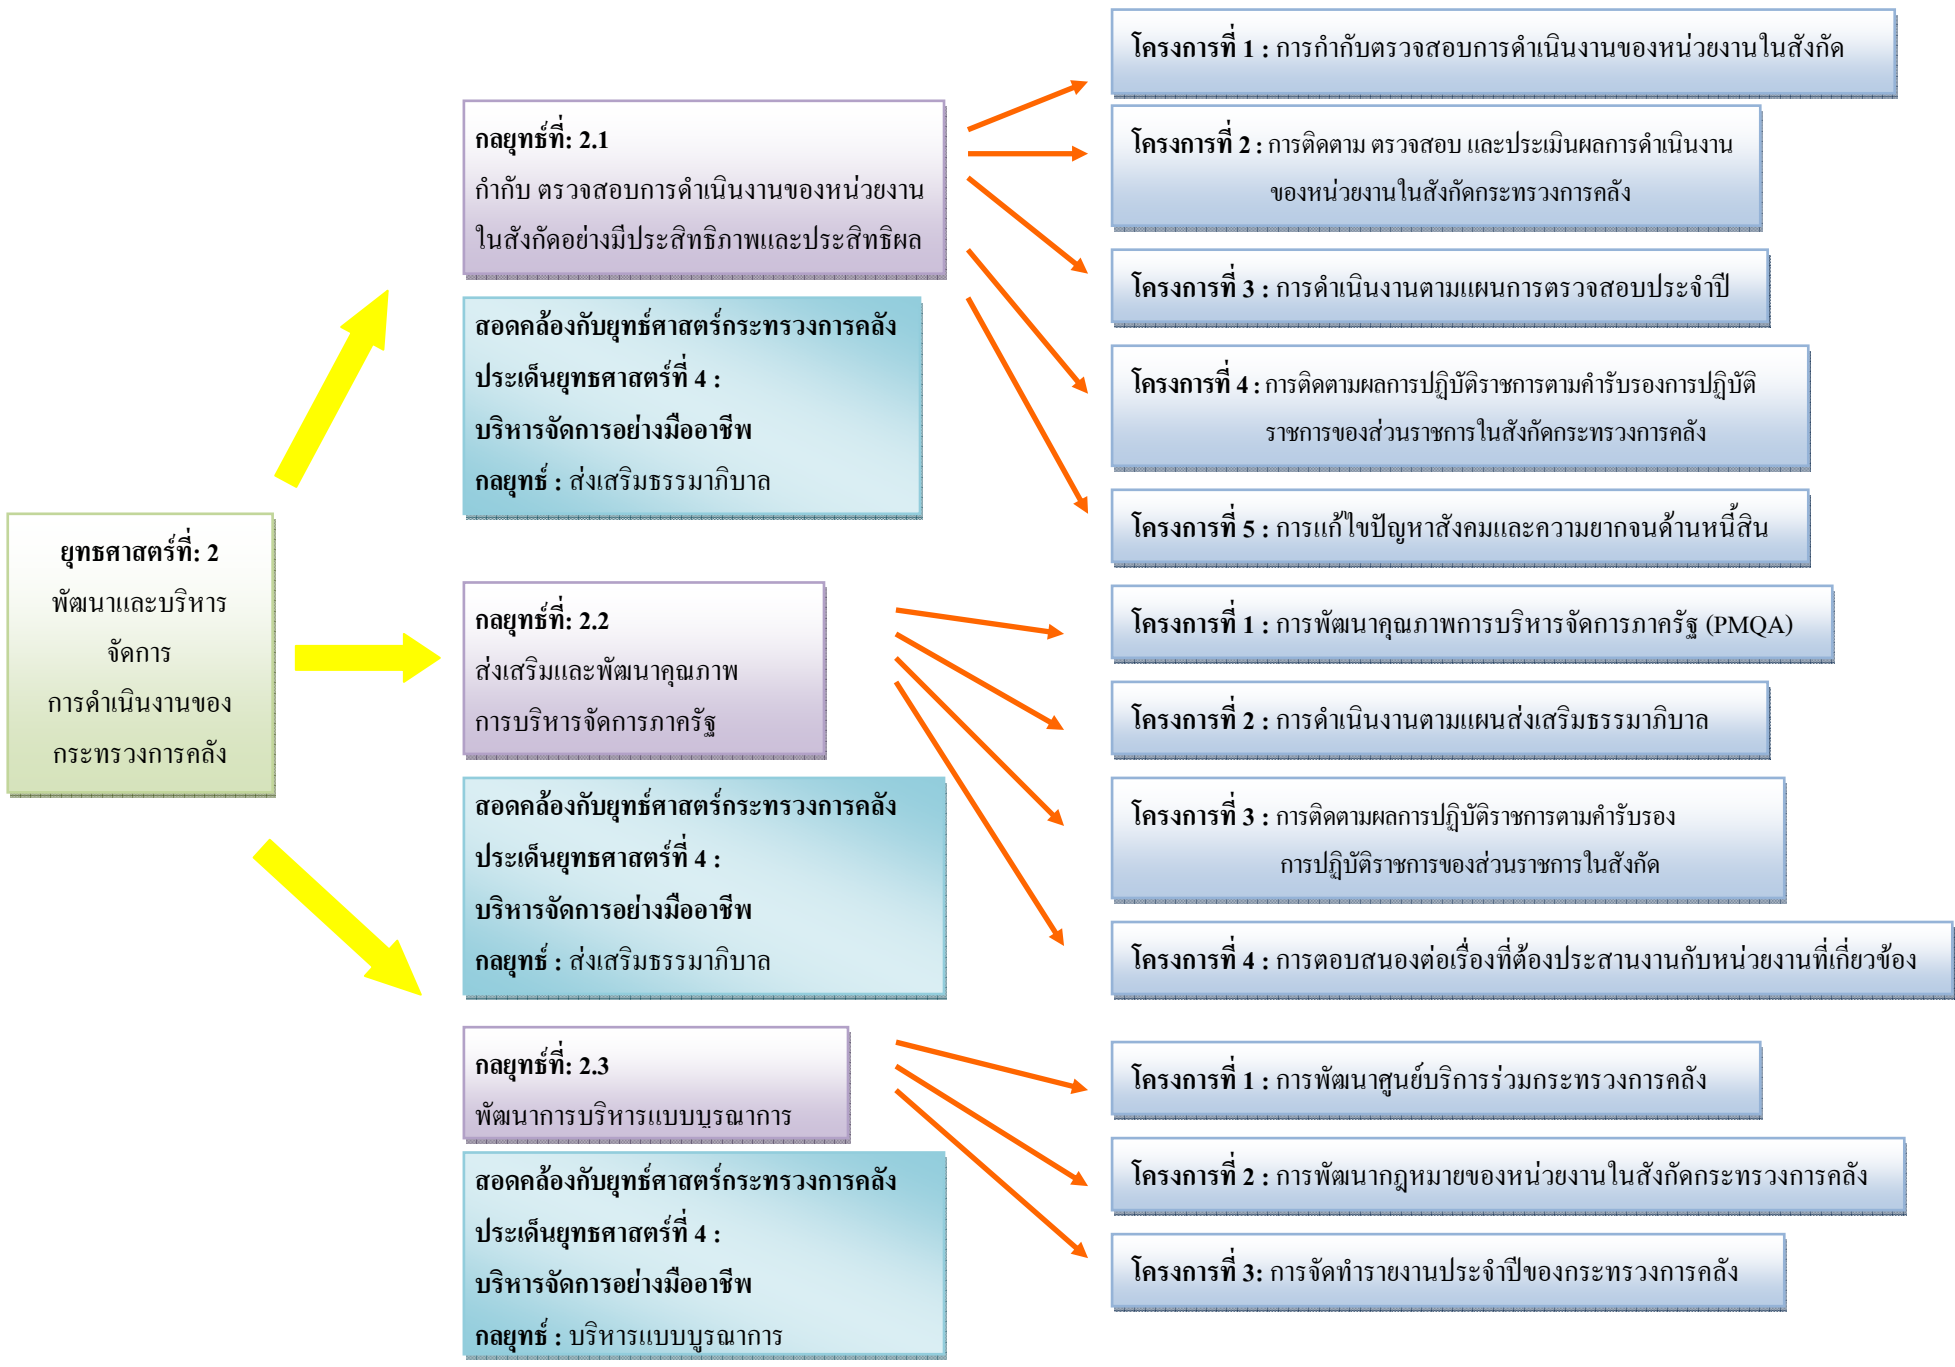 ยุทธศาสตร์ที่: 2
พัฒนาและบริหาร
จัดการ
การดำเนินงานของ
กระทรวงการคลัง
กลยุทธ์ที่: 2.1
กำกับ ตรวจสอบการดำเนินงานของหน่วยงาน
ในสังกัดอย่างมีประสิทธิภาพและประสิทธิผล
สอดคล้องกับยุทธ์ศาสตร์กระทรวงการคลัง
ประเด็นยุทธศาสตร์ที่ 4 :
บริหารจัดการอย่างมืออาชีพ
กลยุทธ์ : ส่งเสริมธรรมาภิบาล
โครงการที่ 1 : การกำกับตรวจสอบการดำเนินงานของหน่วยงานในสังกัด
โครงการที่ 2 : การติดตาม ตรวจสอบ และประเมินผลการดำเนินงาน
ของหน่วยงานในสังกัดกระทรวงการคลัง
โครงการที่ 3 : การดำเนินงานตามแผนการตรวจสอบประจำปี
โครงการที่ 4 : การติดตามผลการปฏิบัติราชการตามคำรับรองการปฏิบัติ
ราชการของส่วนราชการในสังกัดกระทรวงการคลัง
โครงการที่ 5 : การแก้ไขปัญหาสังคมและความยากจนด้านหนี้สิน
กลยุทธ์ที่: 2.2
ส่งเสริมและพัฒนาคุณภาพ
การบริหารจัดการภาครัฐ
สอดคล้องกับยุทธ์ศาสตร์กระทรวงการคลัง
ประเด็นยุทธศาสตร์ที่ 4 :
บริหารจัดการอย่างมืออาชีพ
กลยุทธ์ : ส่งเสริมธรรมาภิบาล
โครงการที่ 1 : การพัฒนาคุณภาพการบริหารจัดการภาครัฐ (PMQA)
โครงการที่ 2 : การดำเนินงานตามแผนส่งเสริมธรรมาภิบาล
โครงการที่ 3 : การติดตามผลการปฏิบัติราชการตามคำรับรอง
การปฏิบัติราชการของส่วนราชการในสังกัด
โครงการที่ 4 : การตอบสนองต่อเรื่องที่ต้องประสานงานกับหน่วยงานที่เกี่ยวข้อง
กลยุทธ์ที่: 2.3
พัฒนาการบริหารแบบบูรณาการ
สอดคล้องกับยุทธ์ศาสตร์กระทรวงการคลัง
ประเด็นยุทธศาสตร์ที่ 4 :
บริหารจัดการอย่างมืออาชีพ
กลยุทธ์ : บริหารแบบบูรณาการ
โครงการที่ 1 : การพัฒนาศูนย์บริการร่วมกระทรวงการคลัง
โครงการที่ 2 : การพัฒนากฎหมายของหน่วยงานในสังกัดกระทรวงการคลัง
โครงการที่ 3: การจัดทำรายงานประจำปีของกระทรวงการคลัง